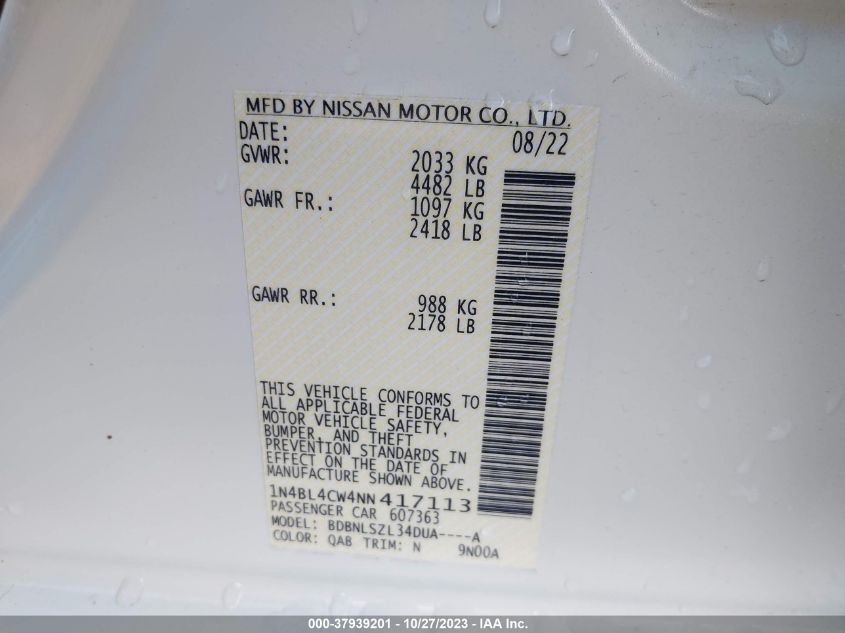 MFD BY NISSAN MOTOR CO., LTD.
DATE: 08/22
GVWR: 2033 KG
4482 LB
GAWR FR.: 1097 KG
2418 LB
GAWR RR.: 988 KG
2178 LB
THIS VEHICLE CONFORMS TO
ALL APPLICABLE FEDERAL
MOTOR VEHICLE SAFETY,
BUMPER, AND THEFT
PREVENTION STANDARDS IN
EFFECT ON THE DATE OF
MANUFACTURE SHOWN ABOVE.
1N4BL4CW4NN417113
PASSENGER CAR 607363
MODEL: BDBNLSZL34DUA----A
COLOR: QAB TRIM: N 9N00A
000-37939201 - 10/27/2023 - IAA Inc.